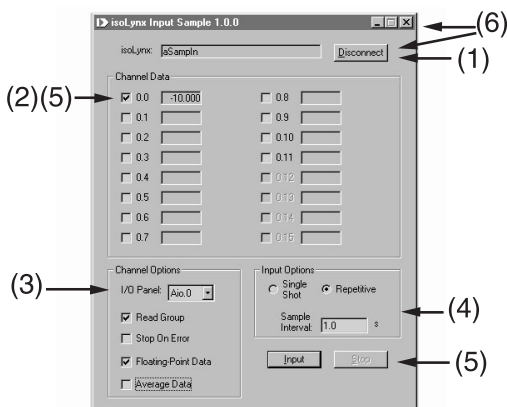 isoLynx Input Sample 1.0.0
(6)
isoLynx: aSampIn Disconnect
(1)
Channel Data
(2)(5)
0.0 -10.000 0.8
0.1 0.9
0.2 0.10
0.3 0.11
0.4 0.12
0.5 0.13
0.6 0.14
0.7 0.15
Channel Options Input Options
(3)
I/O Panel: Aio.0
Single Shot Repetitive
(4)
Read Group
Sample Interval: 1.0 s
Stop On Error
Floating-Point Data
Input Stop
(5)
Average Data